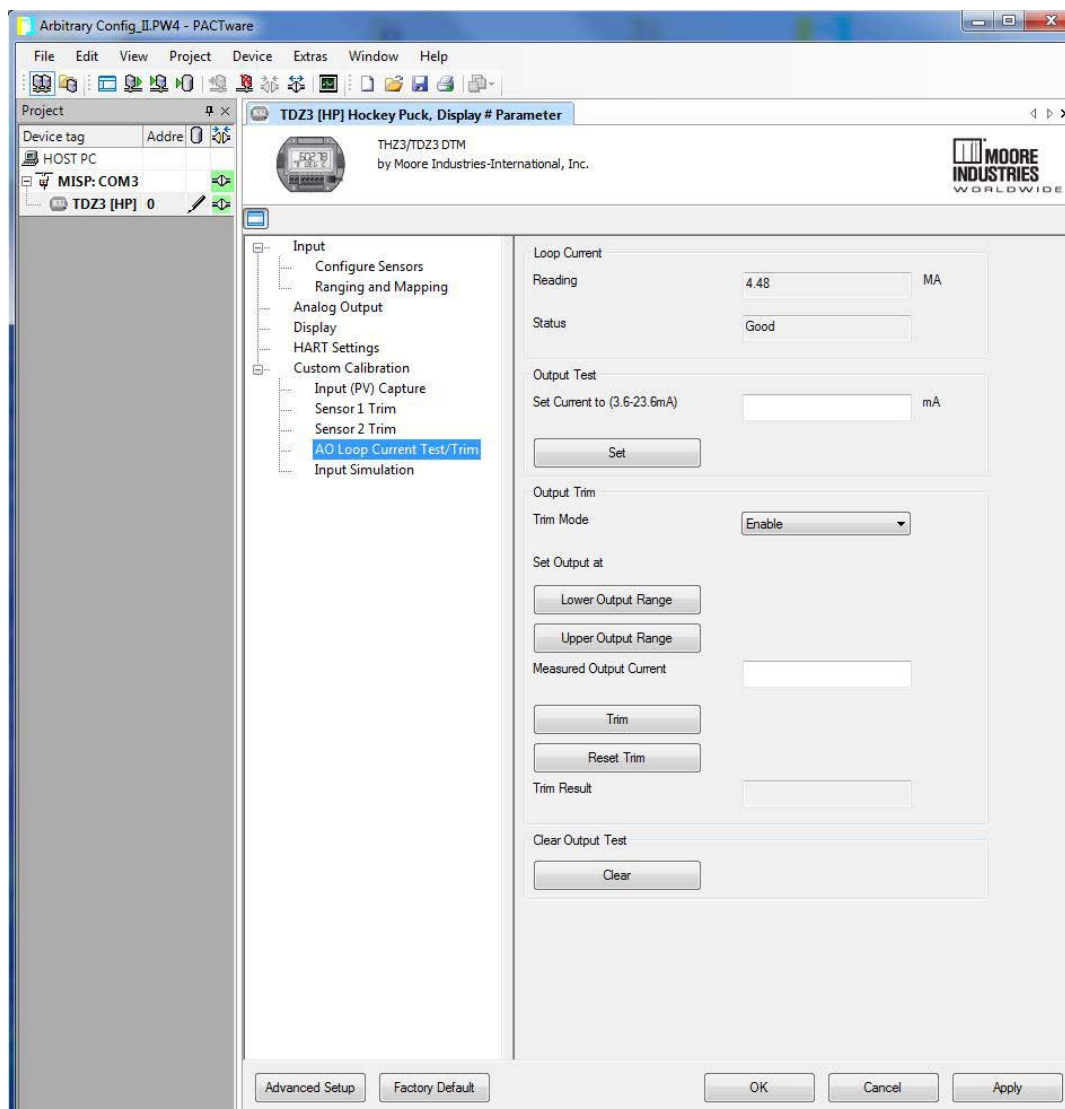 Arbitrary Config_II.PW4 - PACTware
File Edit View Project Device Extras Window Help
Project
Device tag Addre
HOST PC
MISP: COM3
TDZ3 [HP] 0
TDZ3 [HP] Hockey Puck, Display # Parameter
THZ3/TDZ3 DTM
by Moore Industries-International, Inc.
MOORE
INDUSTRIES
WORLDWIDE
Input
Configure Sensors
Ranging and Mapping
Analog Output
Display
HART Settings
Custom Calibration
Input (PV) Capture
Sensor 1 Trim
Sensor 2 Trim
AO Loop Current Test/Trim
Input Simulation
Loop Current
Reading 4.48 MA
Status Good
Output Test
Set Current to (3.6-23.6mA) mA
Set
Output Trim
Trim Mode Enable
Set Output at
Lower Output Range
Upper Output Range
Measured Output Current
Trim
Reset Trim
Trim Result
Clear Output Test
Clear
Advanced Setup Factory Default OK Cancel Apply